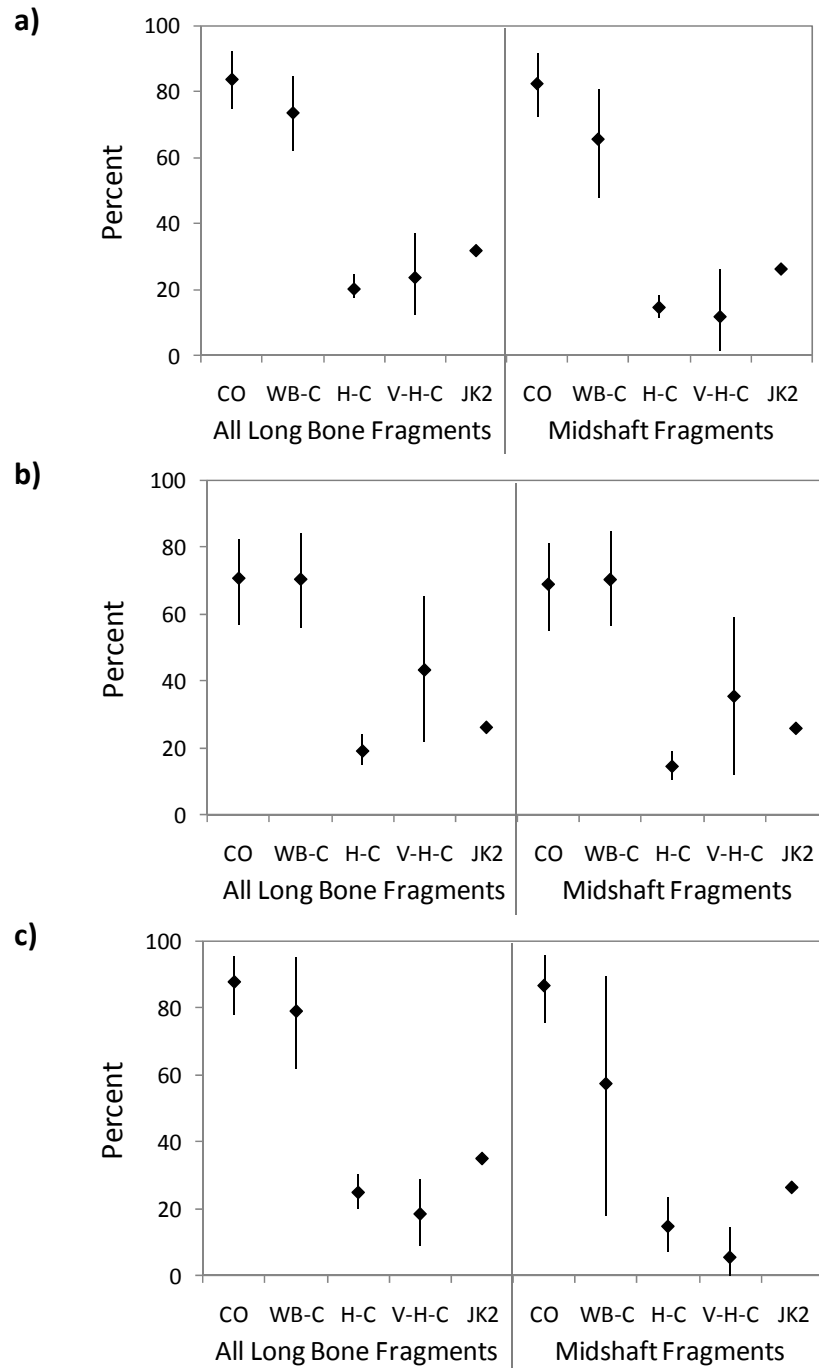 a)
100
80
60
40
20
0
Percent
CO WB-C H-C V-H-C JK2 CO WB-C H-C V-H-C JK2
All Long Bone Fragments Midshaft Fragments
b)
100
80
60
40
20
0
Percent
CO WB-C H-C V-H-C JK2 CO WB-C H-C V-H-C JK2
All Long Bone Fragments Midshaft Fragments
c)
100
80
60
40
20
0
Percent
CO WB-C H-C V-H-C JK2 CO WB-C H-C V-H-C JK2
All Long Bone Fragments Midshaft Fragments